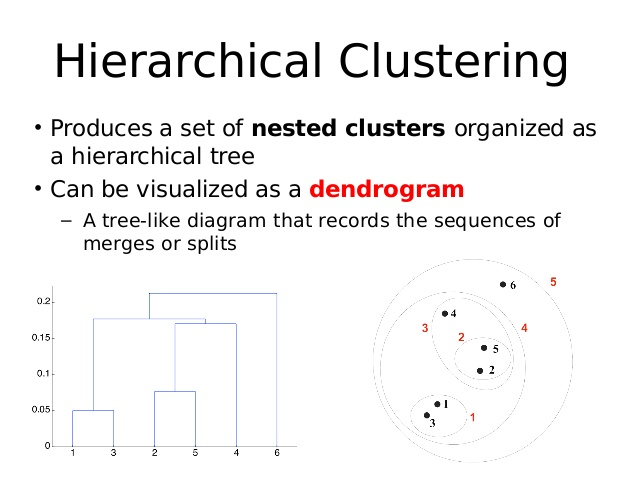 Hierarchical Clustering
• Produces a set of nested clusters organized as
a hierarchical tree
• Can be visualized as a dendrogram
– A tree-like diagram that records the sequences of
merges or splits
0.2
0.15
0.1
0.05
0
1 3 2 5 4 6
6 5
4
3 4
2
5
2
1
1
3